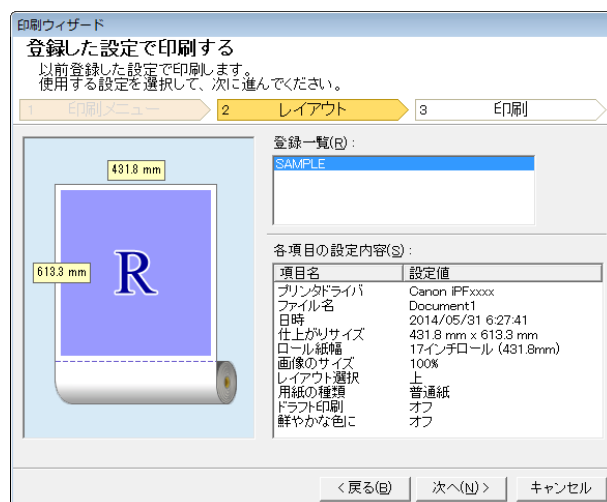 印刷ウィザード
登録した設定で印刷する
以前登録した設定で印刷します。
使用する設定を選択して、次に進んでください。
1 印刷メニュー 2 レイアウト 3 印刷
431.8 mm
613.3 mm
R
登録一覧(R) :
SAMPLE
各項目の設定内容(S) :
項目名 設定値
プリンタドライバ Canon iPFxxxx
ファイル名 Document1
日時 2014/05/31 6:27:41
仕上がりサイズ 431.8 mm x 613.3 mm
ロール紙幅 17インチロール (431.8mm)
画像のサイズ 100%
レイアウト選択 上
用紙の種類 普通紙
ドラフト印刷 オフ
鮮やかな色に オフ
< 戻る(B) 次へ(N) > キャンセル